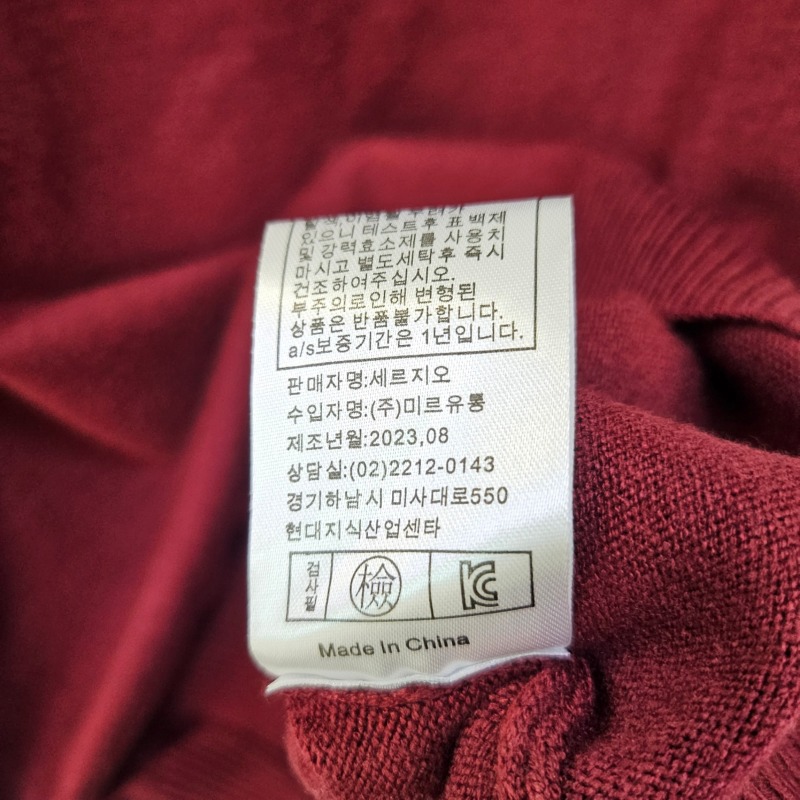 있으니 테스트후 표백제
및 강력효소제를 사용치
마시고 별도세탁후 즉시
건조하여주십시오.
부주의로인해 변형된
상품은 반품불가합니다.
a/s보증기간은 1년입니다.
판매자명:세르지오
수입자명:(주)미르유통
제조년월:2023,08
상담실:(02)2212-0143
경기하남시 미사대로550
현대지식산업센타
검사필 檢 KC
Made In China